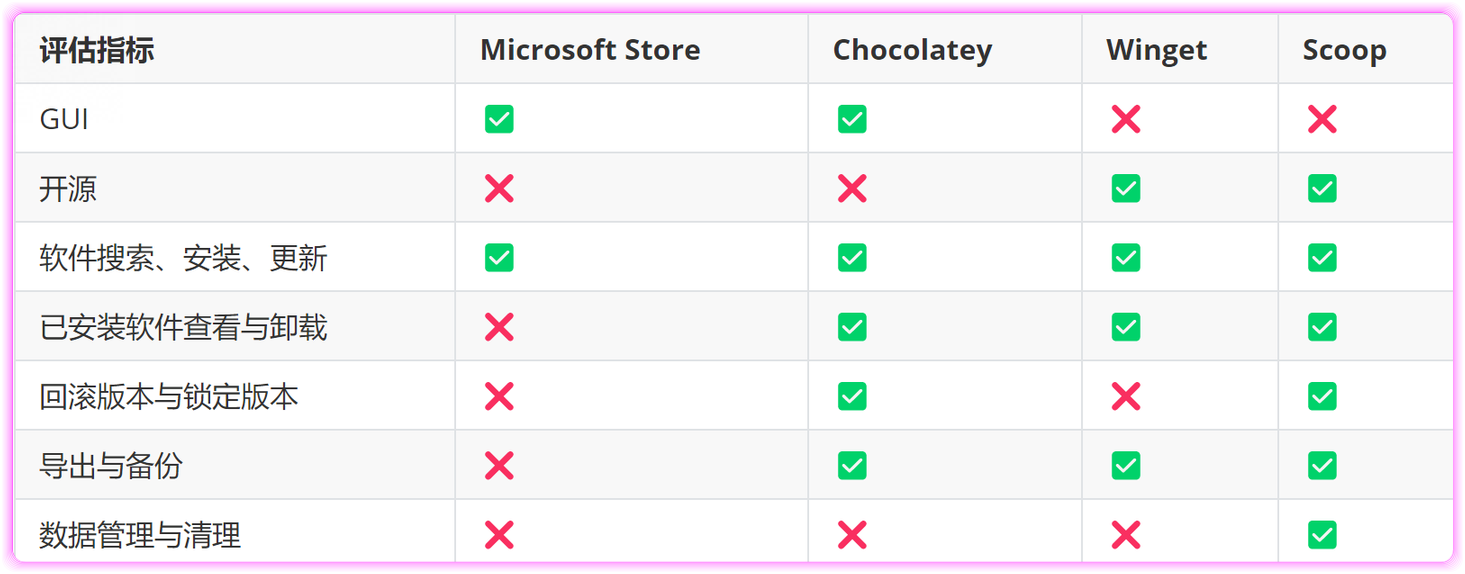 评估指标 Microsoft Store Chocolatey Winget Scoop
GUI ✅ ✅ ❌ ❌
开源 ❌ ❌ ✅ ✅
软件搜索、安装、更新 ✅ ✅ ✅ ✅
已安装软件查看与卸载 ❌ ✅ ✅ ✅
回滚版本与锁定版本 ❌ ✅ ❌ ✅
导出与备份 ❌ ✅ ✅ ✅
数据管理与清理 ❌ ❌ ❌ ✅